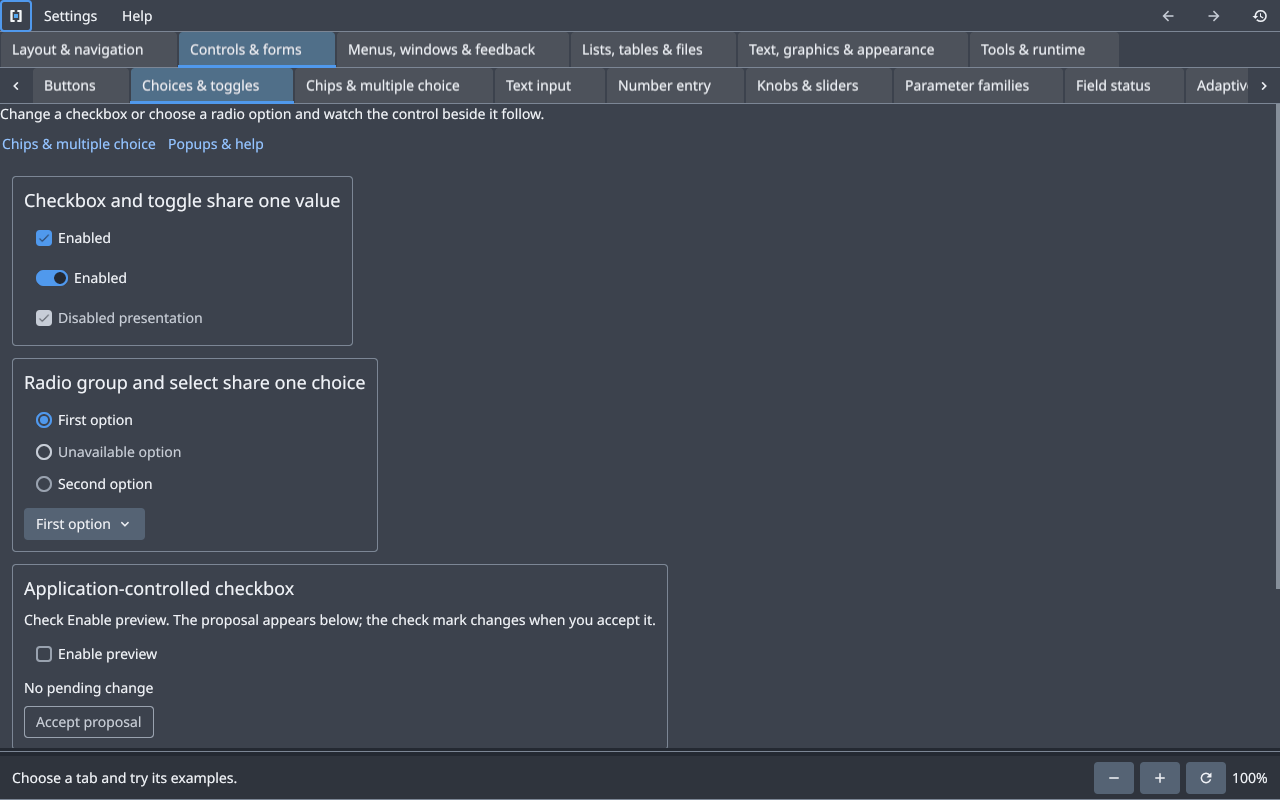 Settings Help
Layout & navigation Controls & forms Menus, windows & feedback Lists, tables & files Text, graphics & appearance Tools & runtime
Buttons Choices & toggles Chips & multiple choice Text input Number entry Knobs & sliders Parameter families Field status Adaptiv
Change a checkbox or choose a radio option and watch the control beside it follow.
Chips & multiple choice Popups & help
Checkbox and toggle share one value
Enabled
Enabled
Disabled presentation
Radio group and select share one choice
First option
Unavailable option
Second option
First option
Application-controlled checkbox
Check Enable preview. The proposal appears below; the check mark changes when you accept it.
Enable preview
No pending change
Accept proposal
Choose a tab and try its examples. 100%